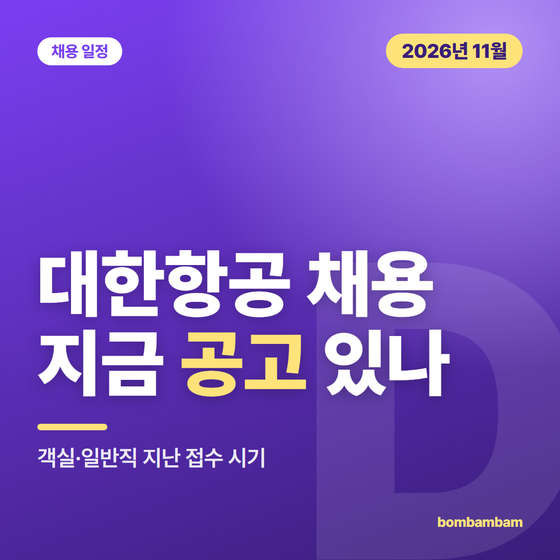 채용 일정
2026년 11월
대한항공 채용
지금 공고 있나
객실·일반직 지난 접수 시기
bombambam
D